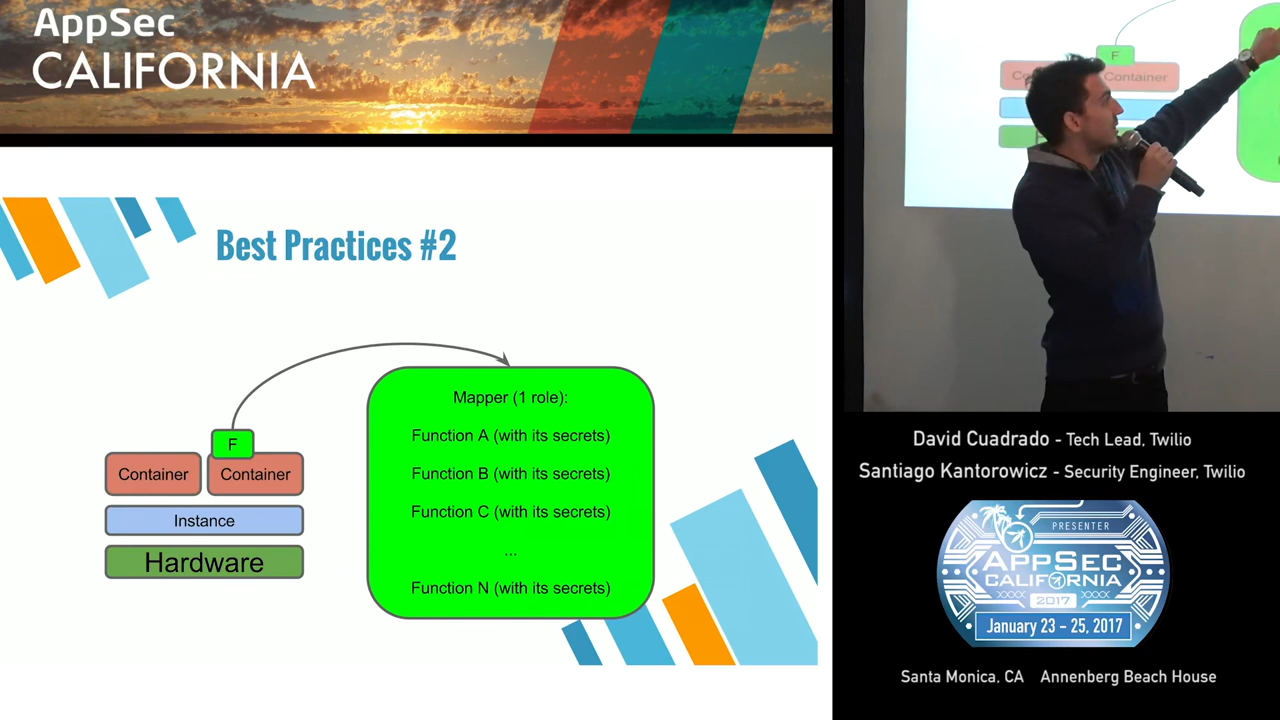 AppSec
CALIFORNIA
Best Practices #2
F
Container
Container
Instance
Hardware
Mapper (1 role):
Function A (with its secrets)
Function B (with its secrets)
Function C (with its secrets)
...
Function N (with its secrets)
F
Container
David Cuadrado - Tech Lead, Twilio
Santiago Kantorowicz - Security Engineer, Twilio
PRESENTER
APPSEC
CALIFORNIA
2017
January 23 - 25, 2017
Santa Monica, CA Annenberg Beach House